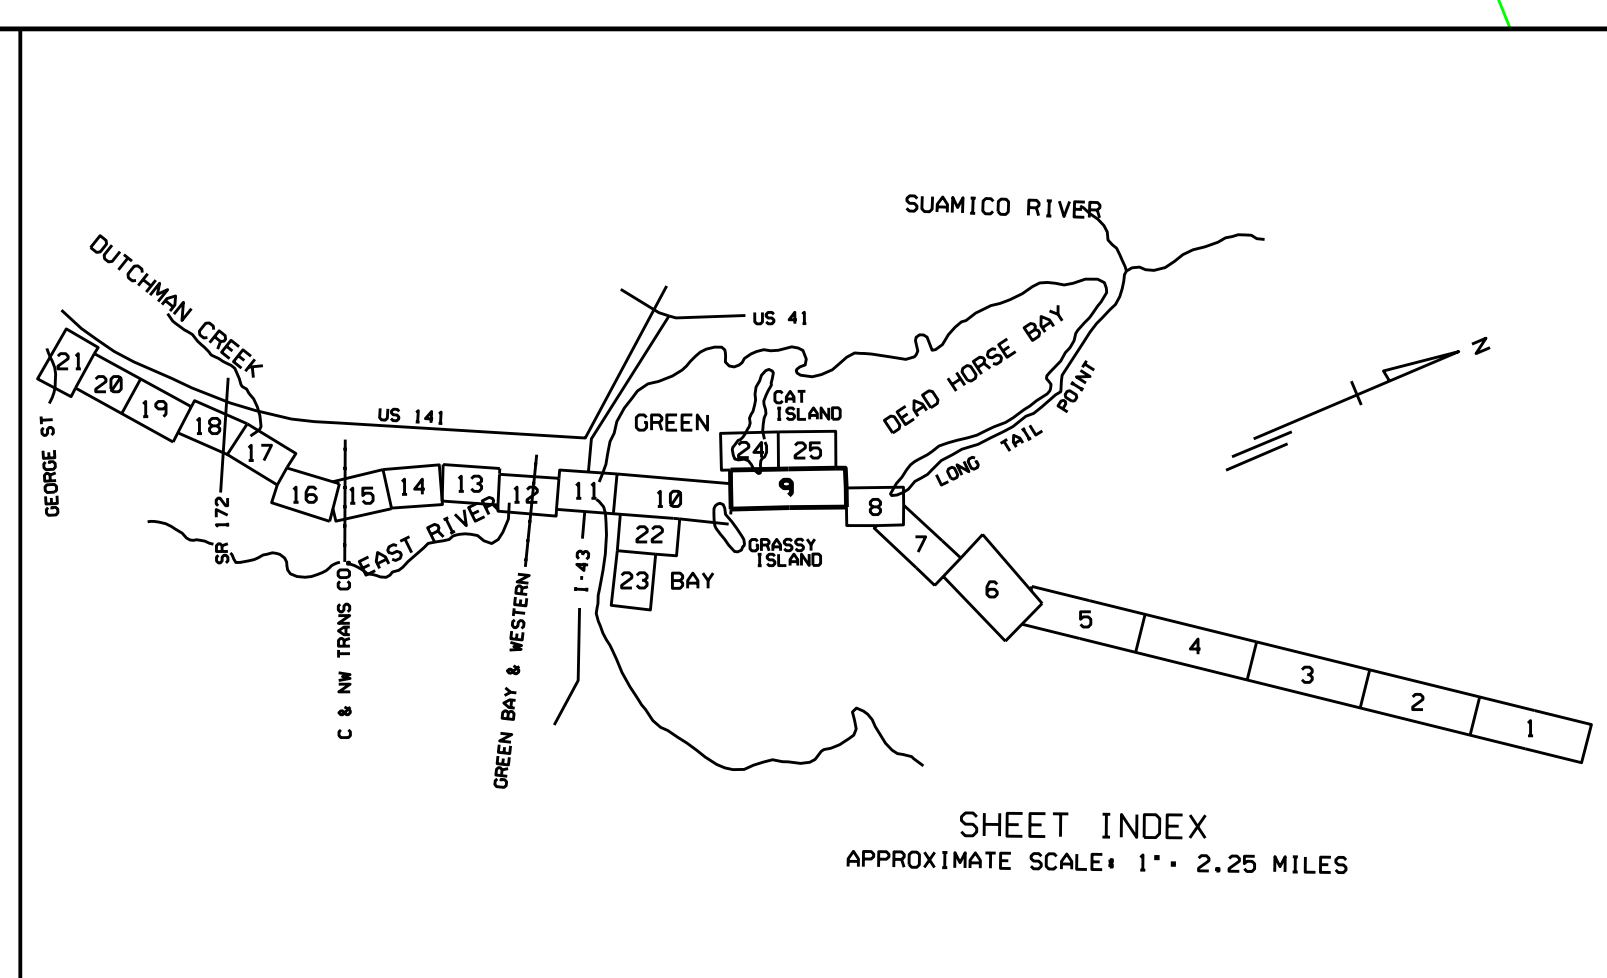 SUAMICO RIVER
DUTCHMAN CREEK
US 41
DEAD HORSE BAY
LONG TAIL POINT
N
CAT
ISLAND
GREEN
US 141
21
20
19
18
17
16
15
14
13
12
11
10
24
25
9
8
7
6
5
4
3
2
1
22
23
BAY
GRASSY
ISLAND
GEORGE ST
SR 172
EAST RIVER
C & NW TRANS CO
GREEN BAY & WESTERN
I-43
SHEET INDEX
APPROXIMATE SCALE: 1" = 2.25 MILES